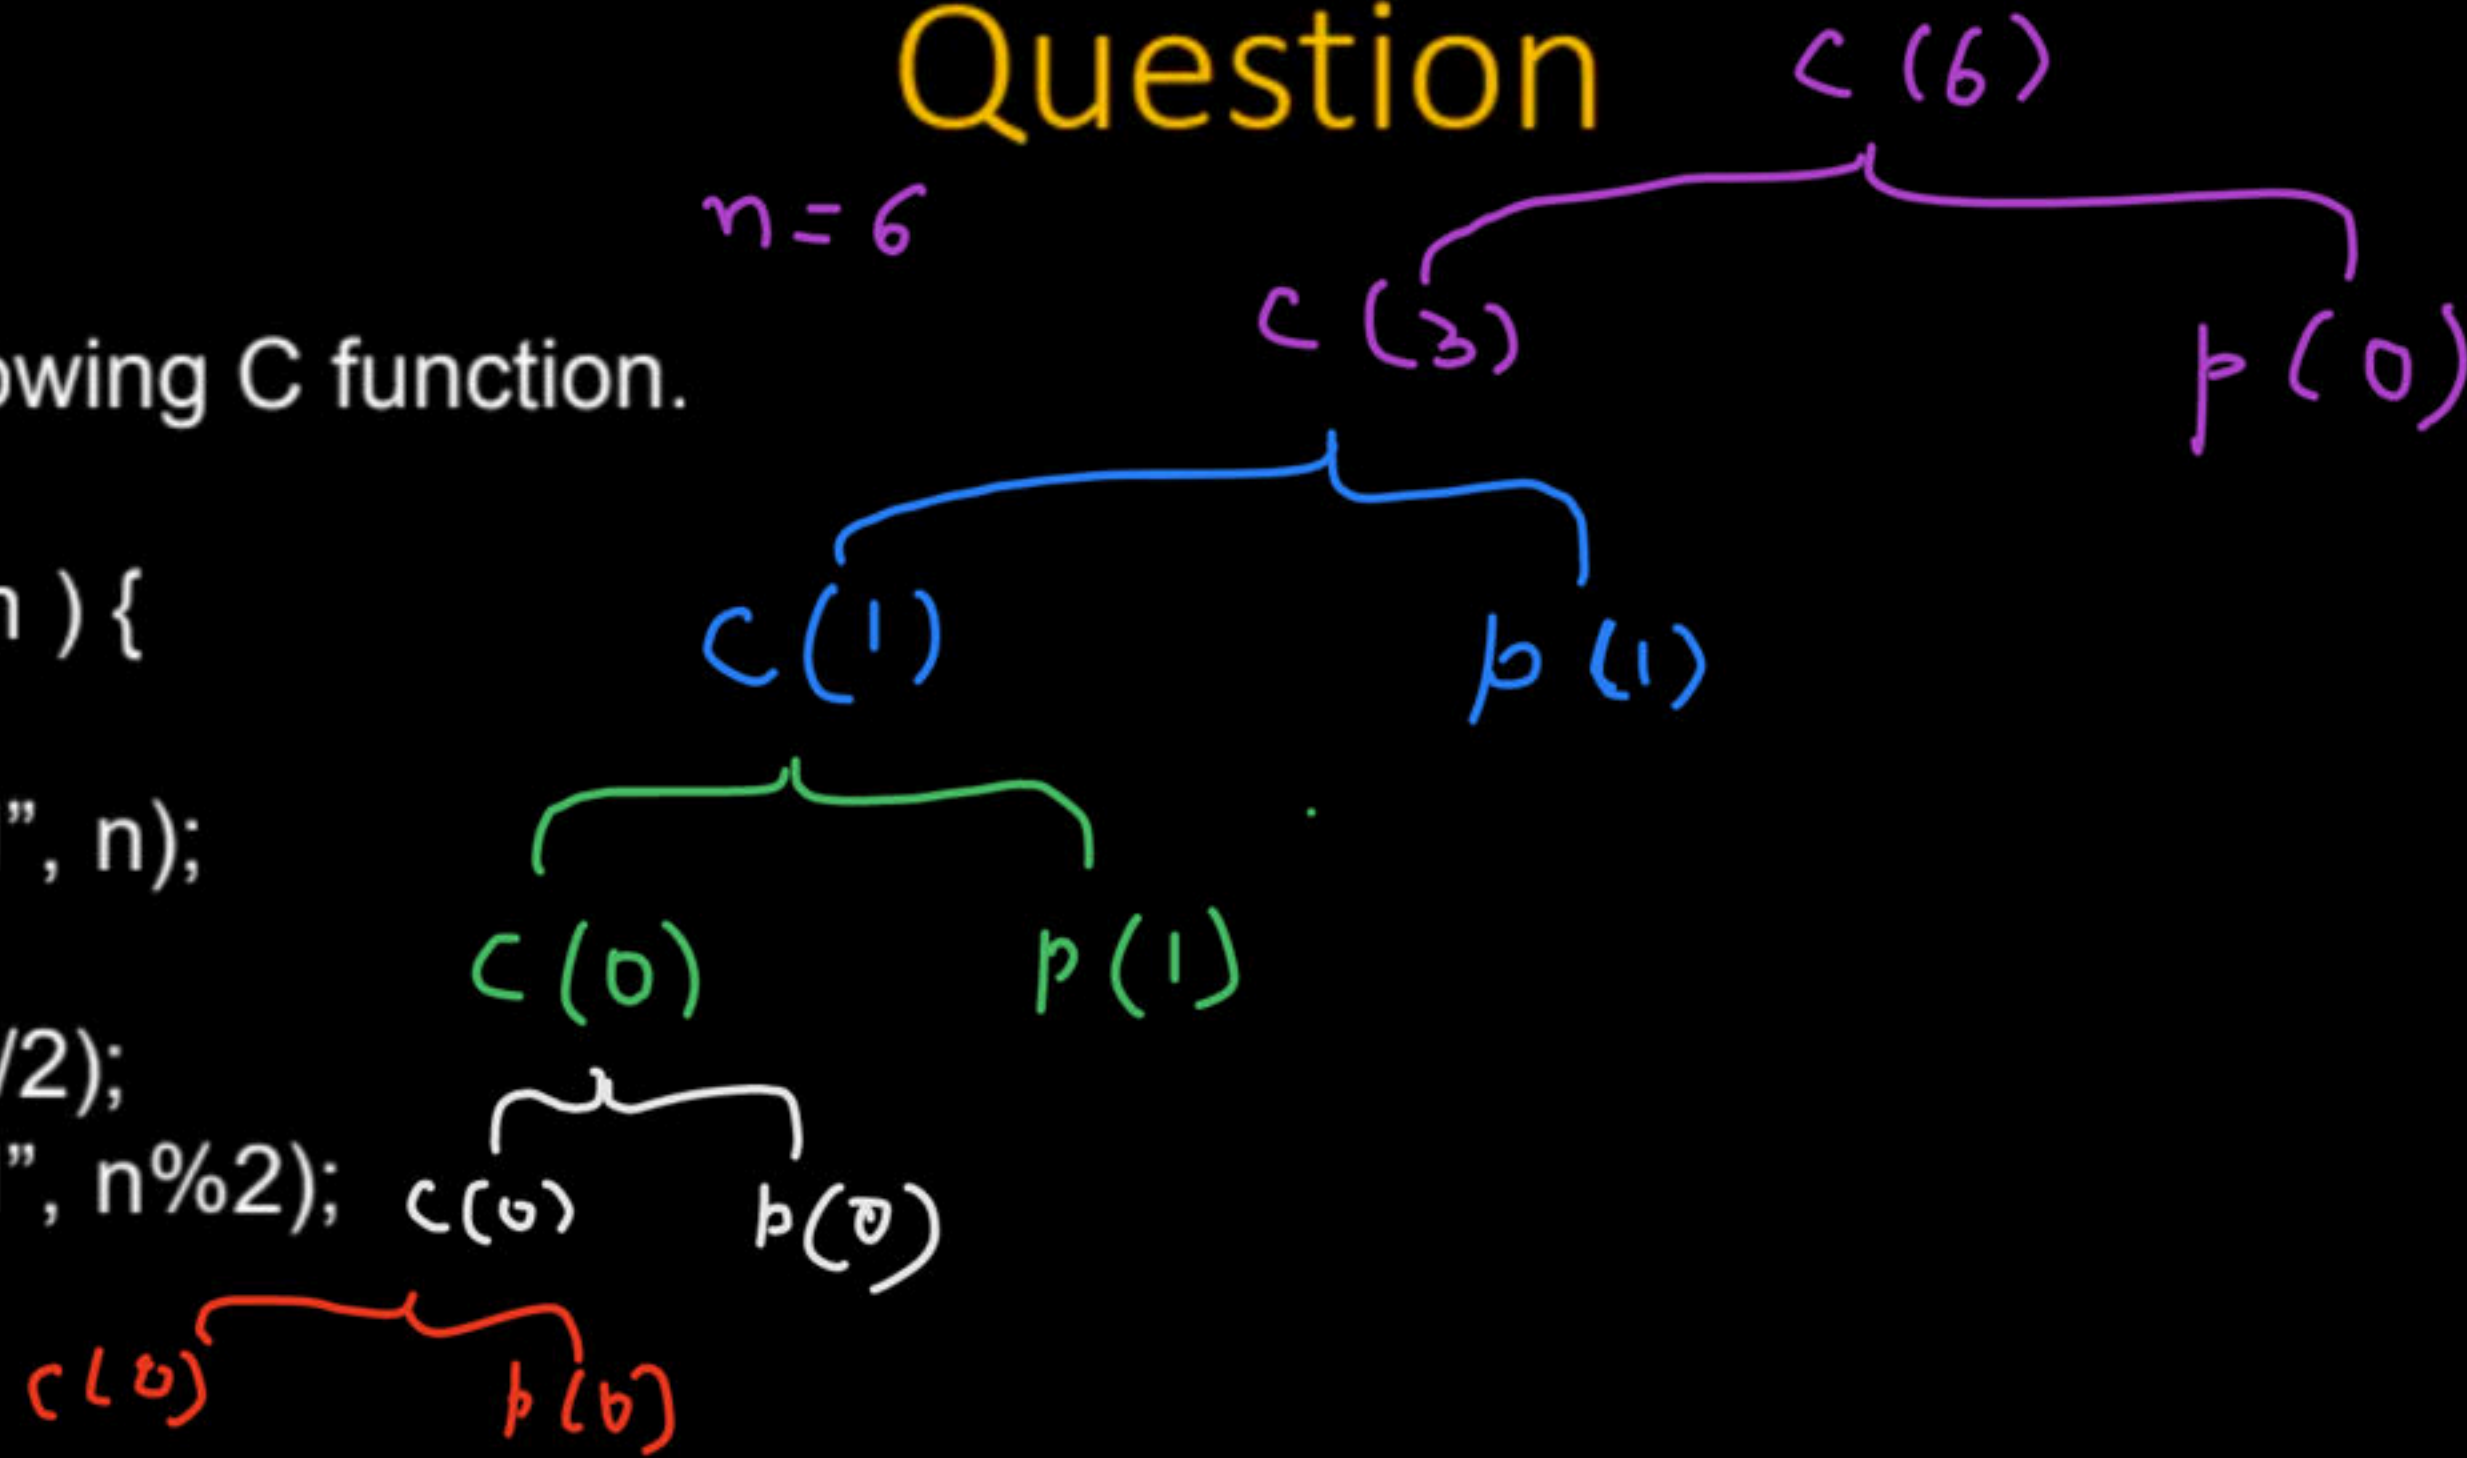 Question
C (6)
n = 6
C (3)
p (0)
owing C function.
C (1)
p (1)
n ) {
”, n);
C (0)
p (1)
/2);
”, n%2);
C (0)
p (0)
C (0)
p (0)